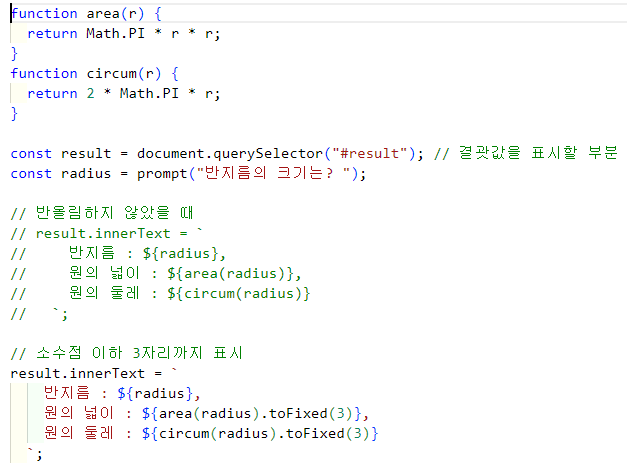 function area(r) {
  return Math.PI * r * r;
}
function circum(r) {
  return 2 * Math.PI * r;
}

const result = document.querySelector("#result"); // 결괏값을 표시할 부분
const radius = prompt("반지름의 크기는? ");

// 반올림하지 않았을 때
// result.innerText = `
//     반지름 : ${radius},
//     원의 넓이 : ${area(radius)},
//     원의 둘레 : ${circum(radius)}
//   `;

// 소수점 이하 3자리까지 표시
result.innerText = `
    반지름 : ${radius},
    원의 넓이 : ${area(radius).toFixed(3)},
    원의 둘레 : ${circum(radius).toFixed(3)}
  `;